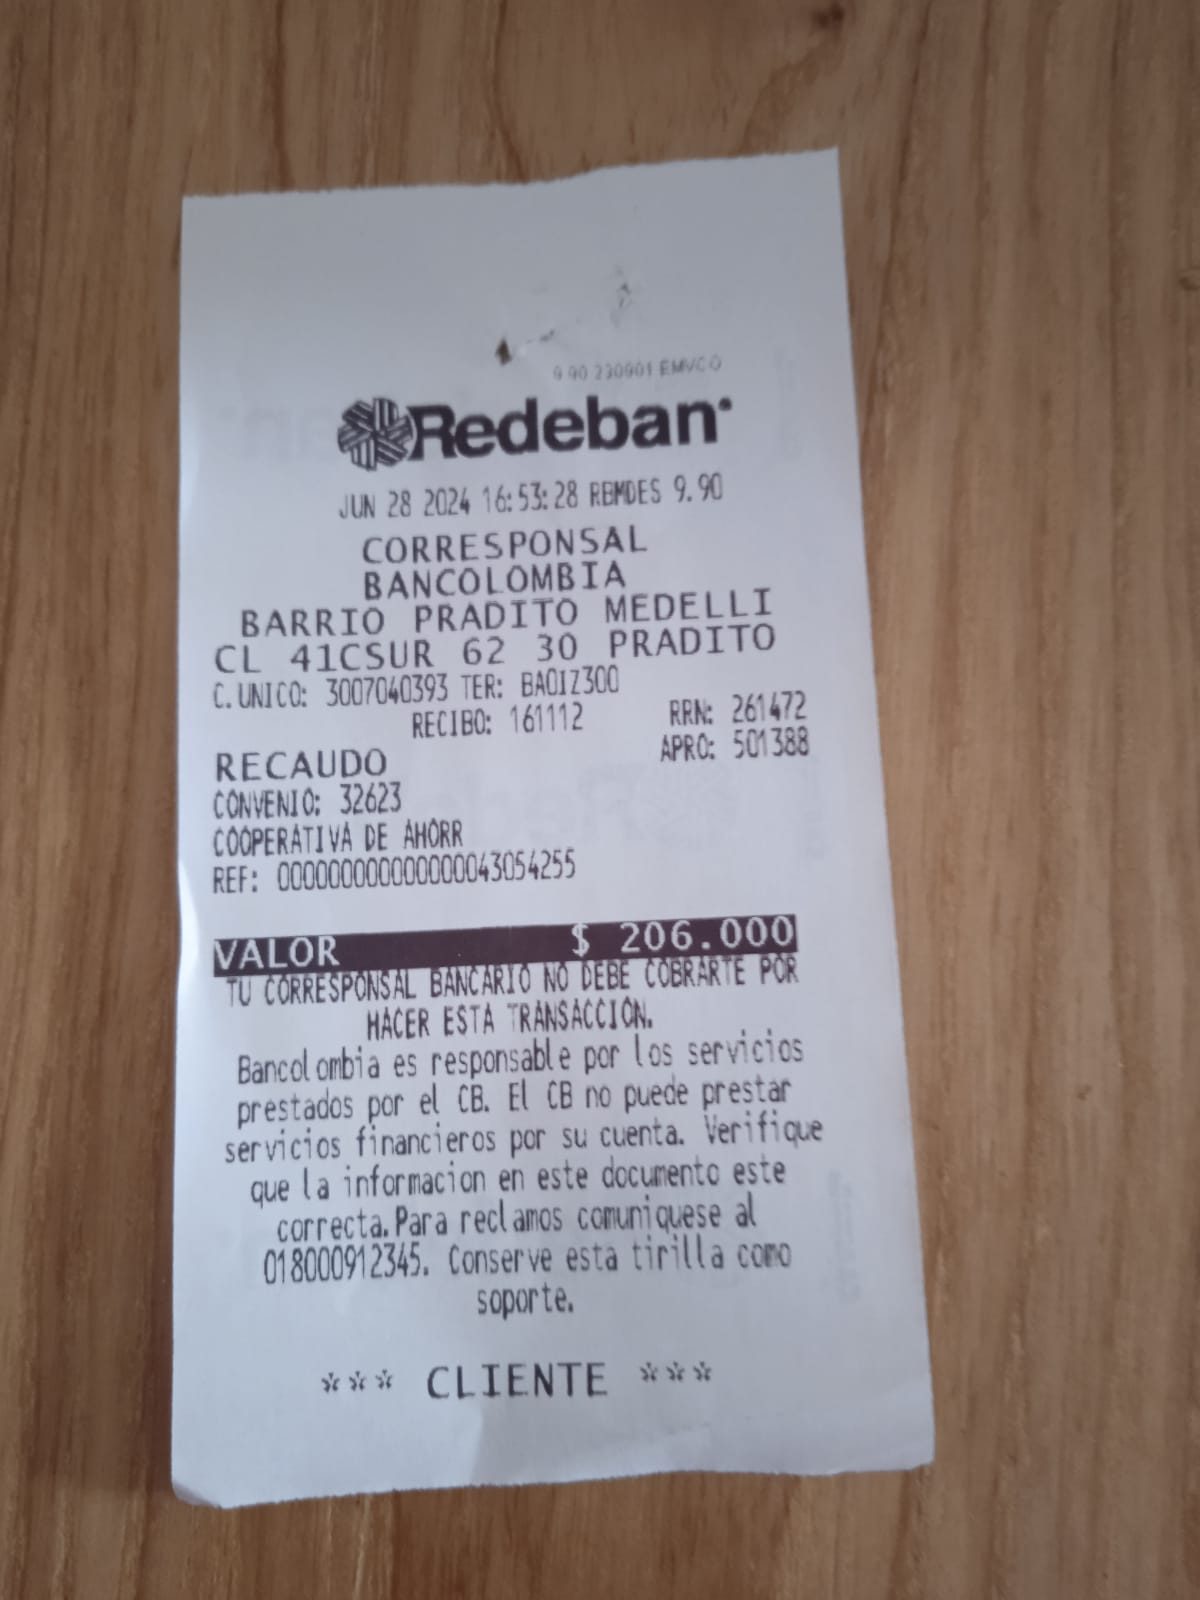 9.90 230901 EMVCO
Redeban
JUN 28 2024 16:53:28 RBMDES 9.90
CORRESPONSAL
BANCOLOMBIA
BARRIO PRADITO MEDELLI
CL 41CSUR 62 30 PRADITO
C.UNICO: 3007040393 TER: BAOIZ300
RECIBO: 161112 RRN: 261472
RECAUDO APRO: 501388
CONVENIO: 32623
COOPERATIVA DE AHORR
REF: 000000000000000043054255
VALOR $ 206.000
TU CORRESPONSAL BANCARIO NO DEBE COBRARTE POR
HACER ESTA TRANSACCION.
Bancolombia es responsable por los servicios
prestados por el CB. El CB no puede prestar
servicios financieros por su cuenta. Verifique
que la informacion en este documento este
correcta.Para reclamos comuniquese al
018000912345. Conserve esta tirilla como
soporte.
*** CLIENTE ***